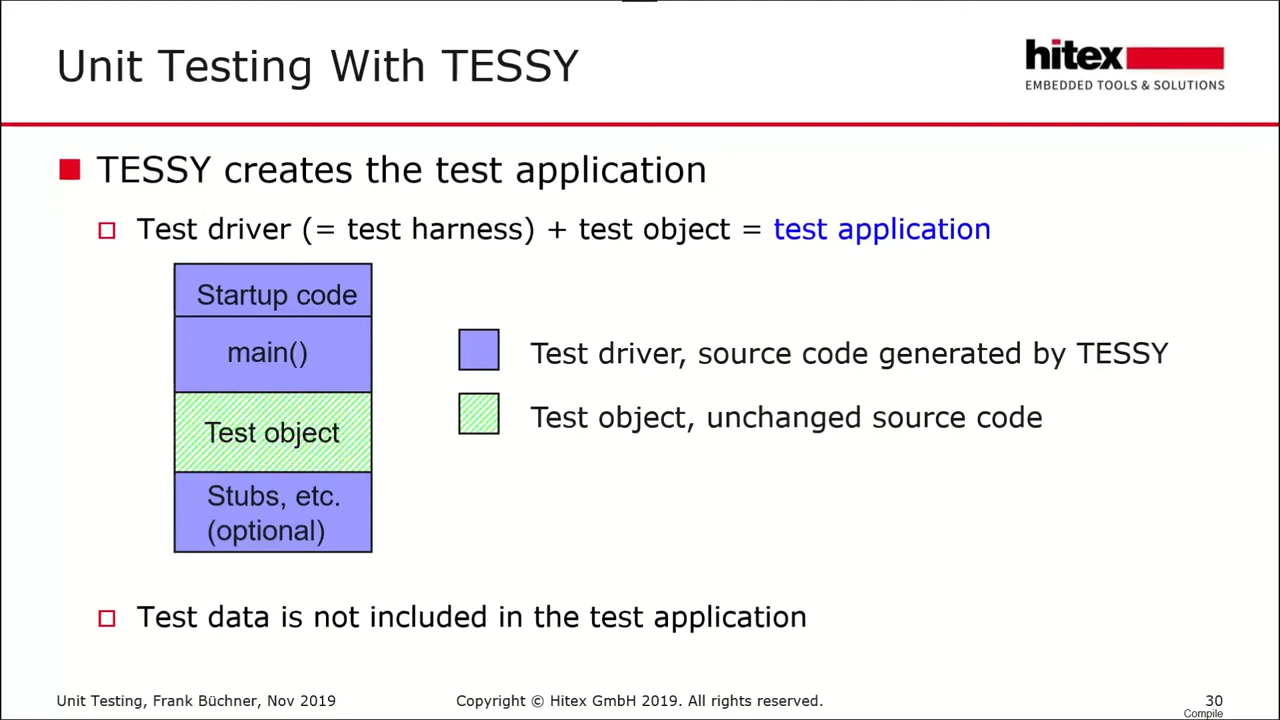 Unit Testing With TESSY
hitex
EMBEDDED TOOLS & SOLUTIONS
TESSY creates the test application
Test driver (= test harness) + test object = test application
Startup code
main()
Test object
Stubs, etc.
(optional)
Test driver, source code generated by TESSY
Test object, unchanged source code
Test data is not included in the test application
Unit Testing, Frank Büchner, Nov 2019
Copyright © Hitex GmbH 2019. All rights reserved.
30
Compile